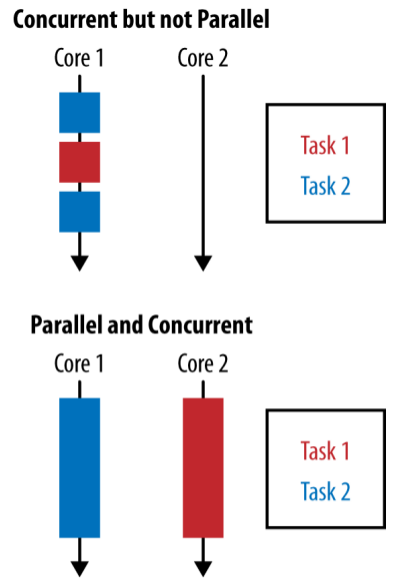 Concurrent but not Parallel
Core 1 Core 2
Task 1
Task 2
Parallel and Concurrent
Core 1 Core 2
Task 1
Task 2